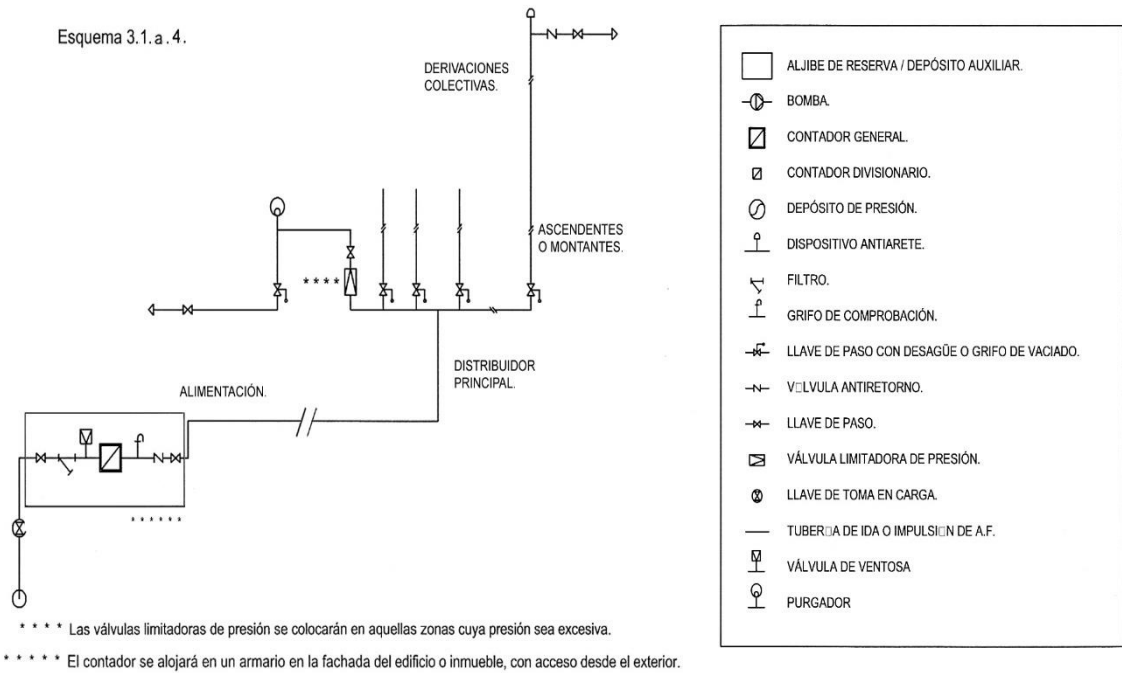 Esquema 3.1.a.4.
DERIVACIONES
COLECTIVAS.
ASCENDENTES
O MONTANTES.
* * * *
DISTRIBUIDOR
PRINCIPAL.
ALIMENTACIÓN.
* * * * * *
* * * * Las válvulas limitadoras de presión se colocarán en aquellas zonas cuya presión sea excesiva.
* * * * * El contador se alojará en un armario en la fachada del edificio o inmueble, con acceso desde el exterior.
ALJIBE DE RESERVA / DEPÓSITO AUXILIAR.
BOMBA.
CONTADOR GENERAL.
CONTADOR DIVISIONARIO.
DEPÓSITO DE PRESIÓN.
DISPOSITIVO ANTIARETE.
FILTRO.
GRIFO DE COMPROBACIÓN.
LLAVE DE PASO CON DESAGÜE O GRIFO DE VACIADO.
V□LVULA ANTIRETORNO.
LLAVE DE PASO.
VÁLVULA LIMITADORA DE PRESIÓN.
LLAVE DE TOMA EN CARGA.
TUBER□A DE IDA O IMPULSI□N DE A.F.
VÁLVULA DE VENTOSA
PURGADOR